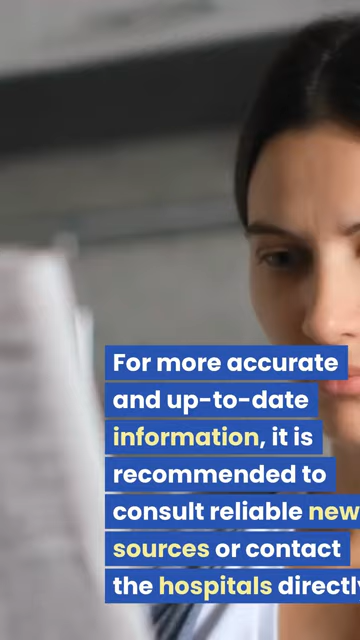 For more accurate
and up-to-date
information, it is
recommended to
consult reliable new
sources or contact
the hospitals directly